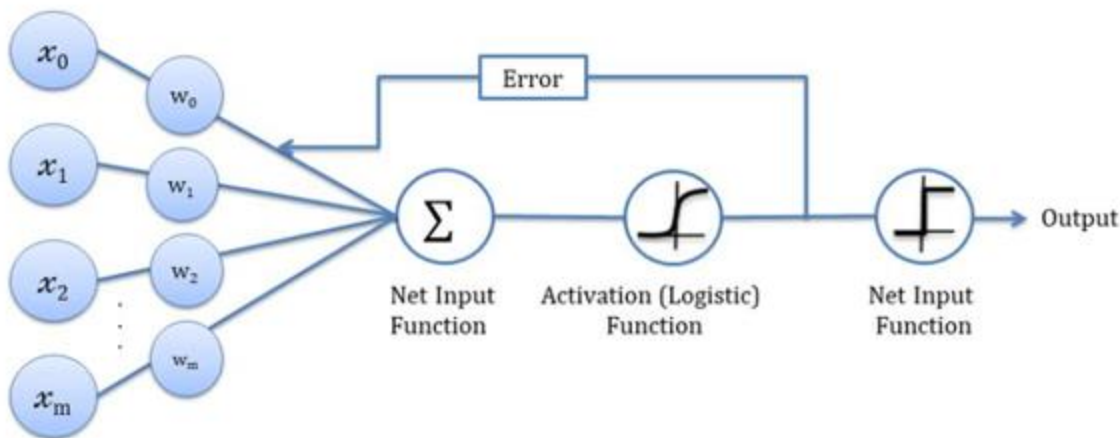 x₀
w₀
Error
x₁
w₁
Σ
Output
x₂
w₂
Net Input
Function
Activation (Logistic)
Function
Net Input
Function
wₘ
xₘ